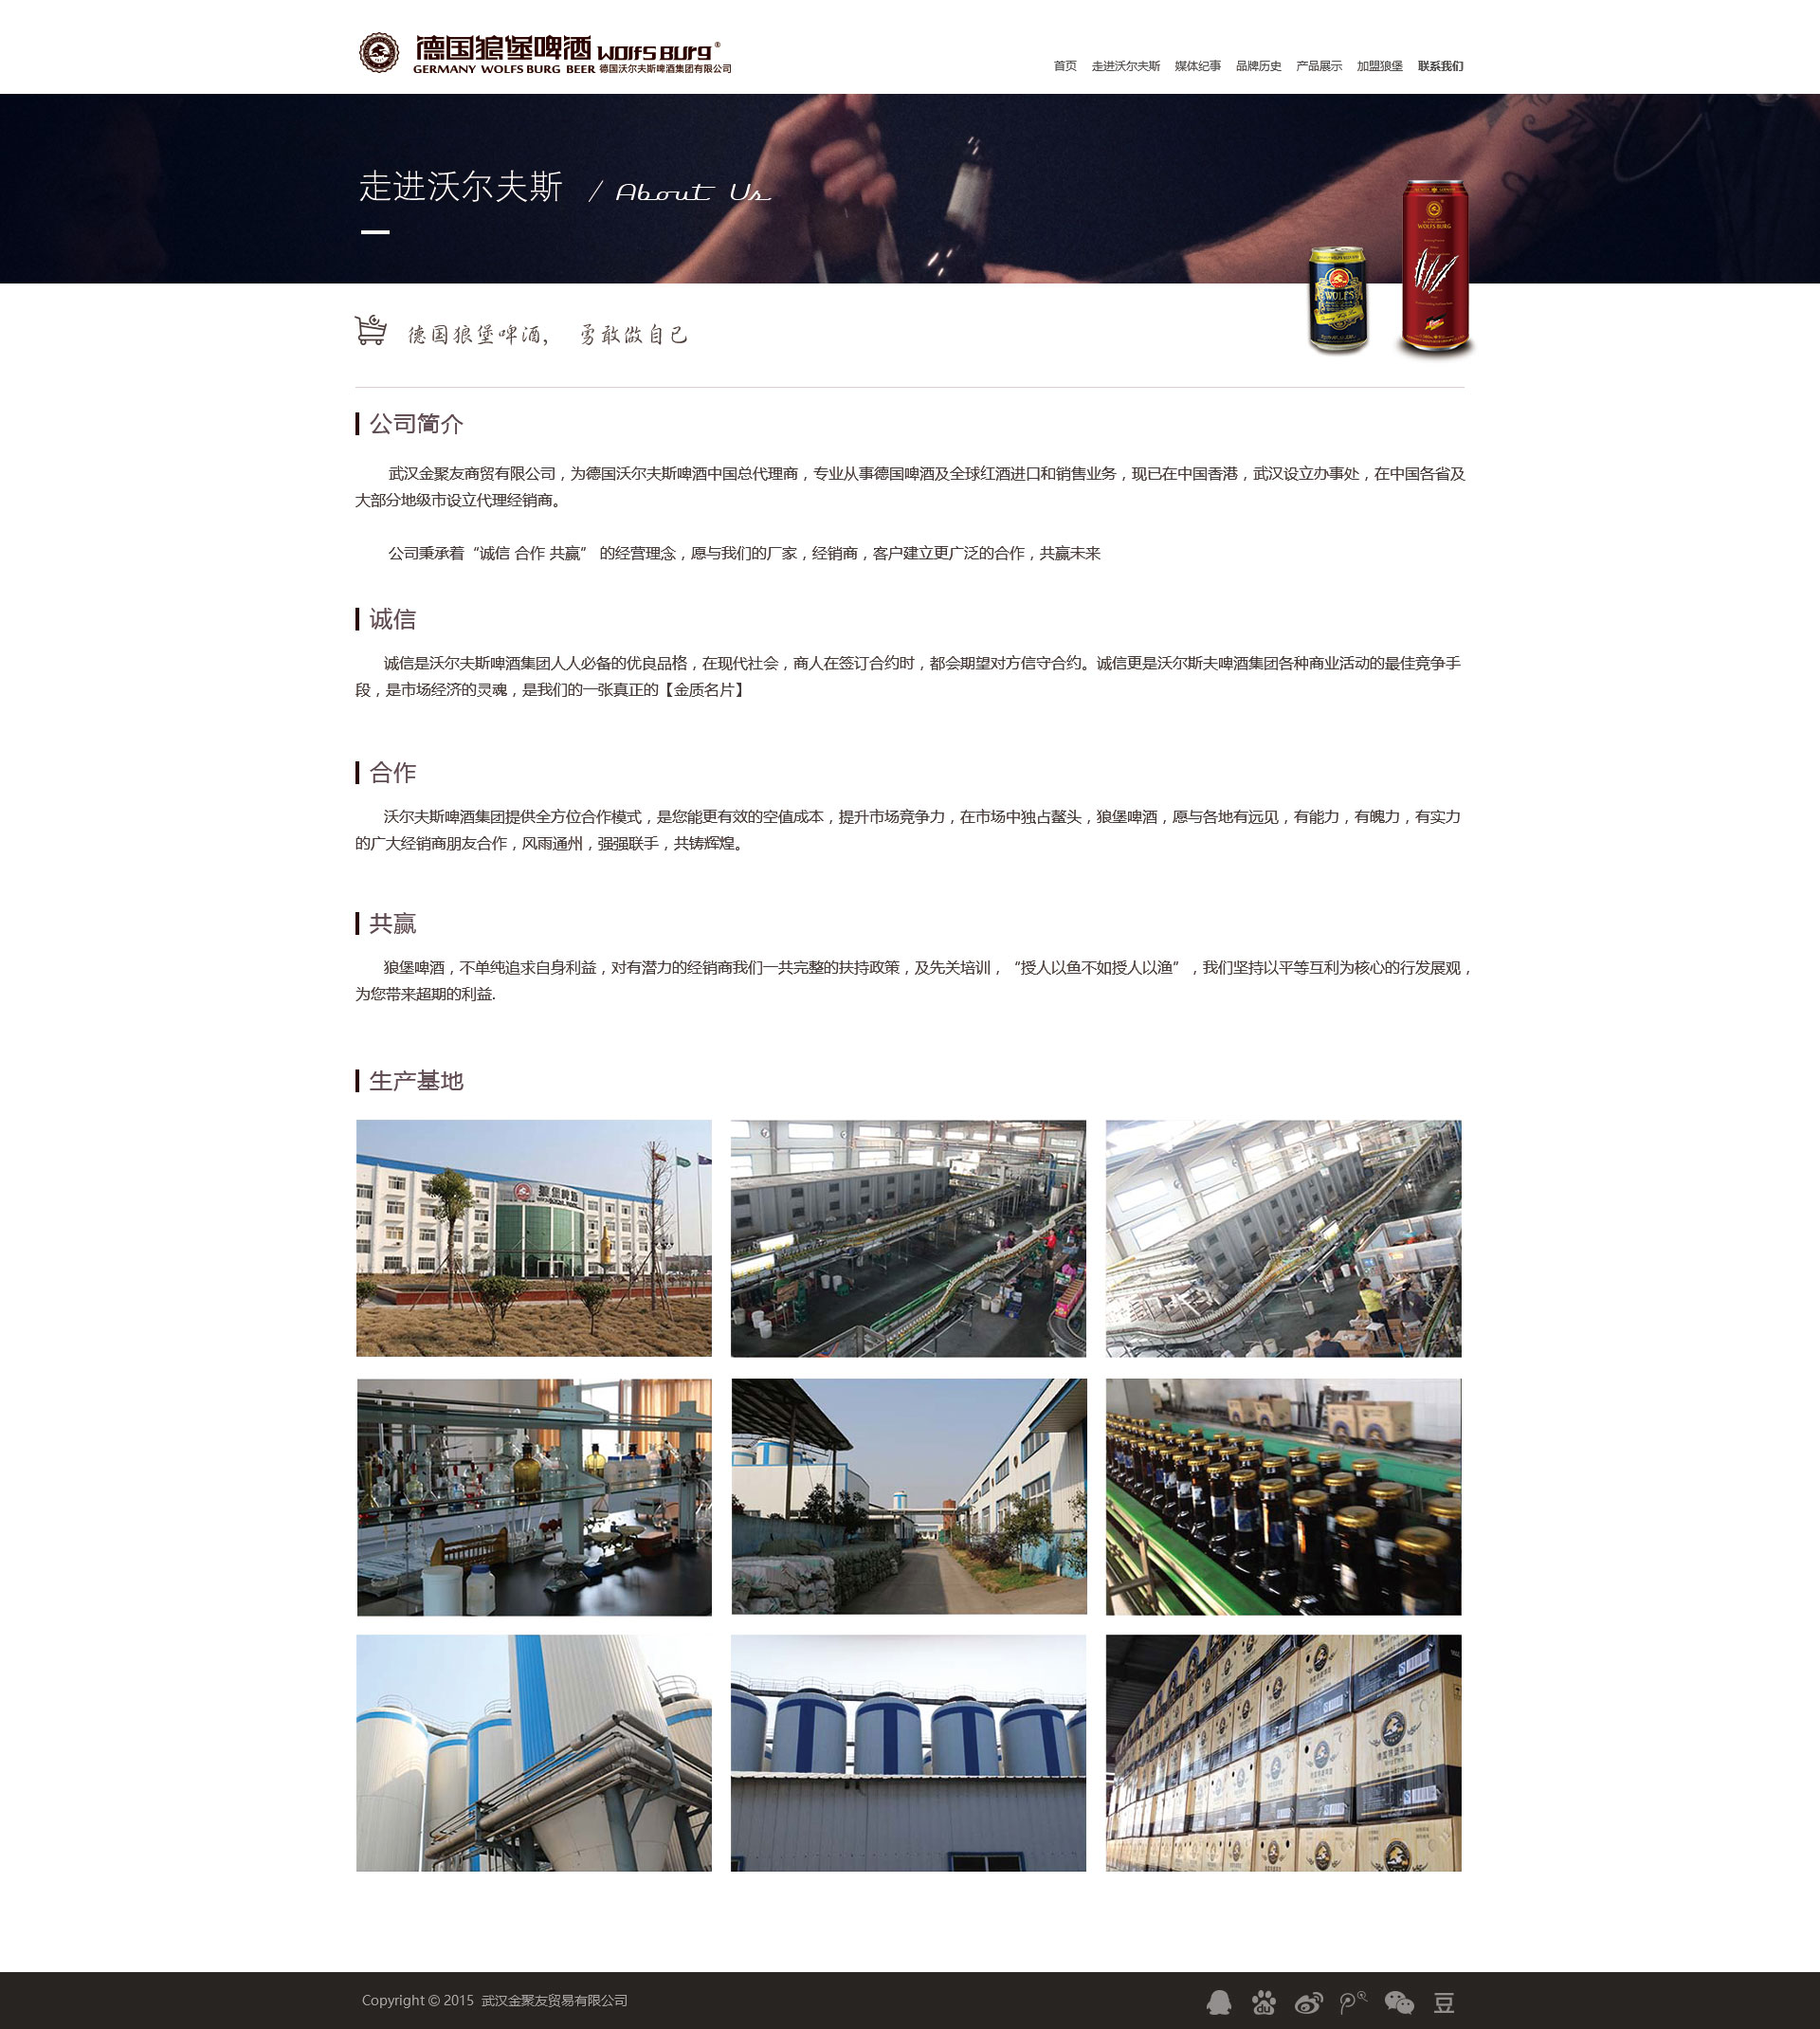 德国狼堡啤酒 Wolfs Burg®
GERMANY WOLFS BURG BEER 德国沃尔夫斯啤酒集团有限公司
首页 走进沃尔夫斯 媒体纪事 品牌历史 产品展示 加盟狼堡 联系我们
走进沃尔夫斯 / About Us
WOLFS BURG
WOLFS
德国狼堡啤酒， 勇敢做自己
公司简介
武汉金聚友商贸有限公司，为德国沃尔夫斯啤酒中国总代理商，专业从事德国啤酒及全球红酒进口和销售业务，现已在中国香港，武汉设立办事处，在中国各省及
大部分地级市设立代理经销商。
公司秉承着“诚信 合作 共赢” 的经营理念，愿与我们的厂家，经销商，客户建立更广泛的合作，共赢未来
诚信
诚信是沃尔夫斯啤酒集团人人必备的优良品格，在现代社会，商人在签订合约时，都会期望对方信守合约。诚信更是沃尔斯夫啤酒集团各种商业活动的最佳竞争手
段，是市场经济的灵魂，是我们的一张真正的【金质名片】
合作
沃尔夫斯啤酒集团提供全方位合作模式，是您能更有效的空值成本，提升市场竞争力，在市场中独占鳌头，狼堡啤酒，愿与各地有远见，有能力，有魄力，有实力
的广大经销商朋友合作，风雨通州，强强联手，共铸辉煌。
共赢
狼堡啤酒，不单纯追求自身利益，对有潜力的经销商我们一共完整的扶持政策，及先关培训，“授人以鱼不如授人以渔”，我们坚持以平等互利为核心的行发展观，
为您带来超期的利益.
生产基地
狼堡啤酒
德国狼堡啤酒
Copyright © 2015 武汉金聚友贸易有限公司
du
豆